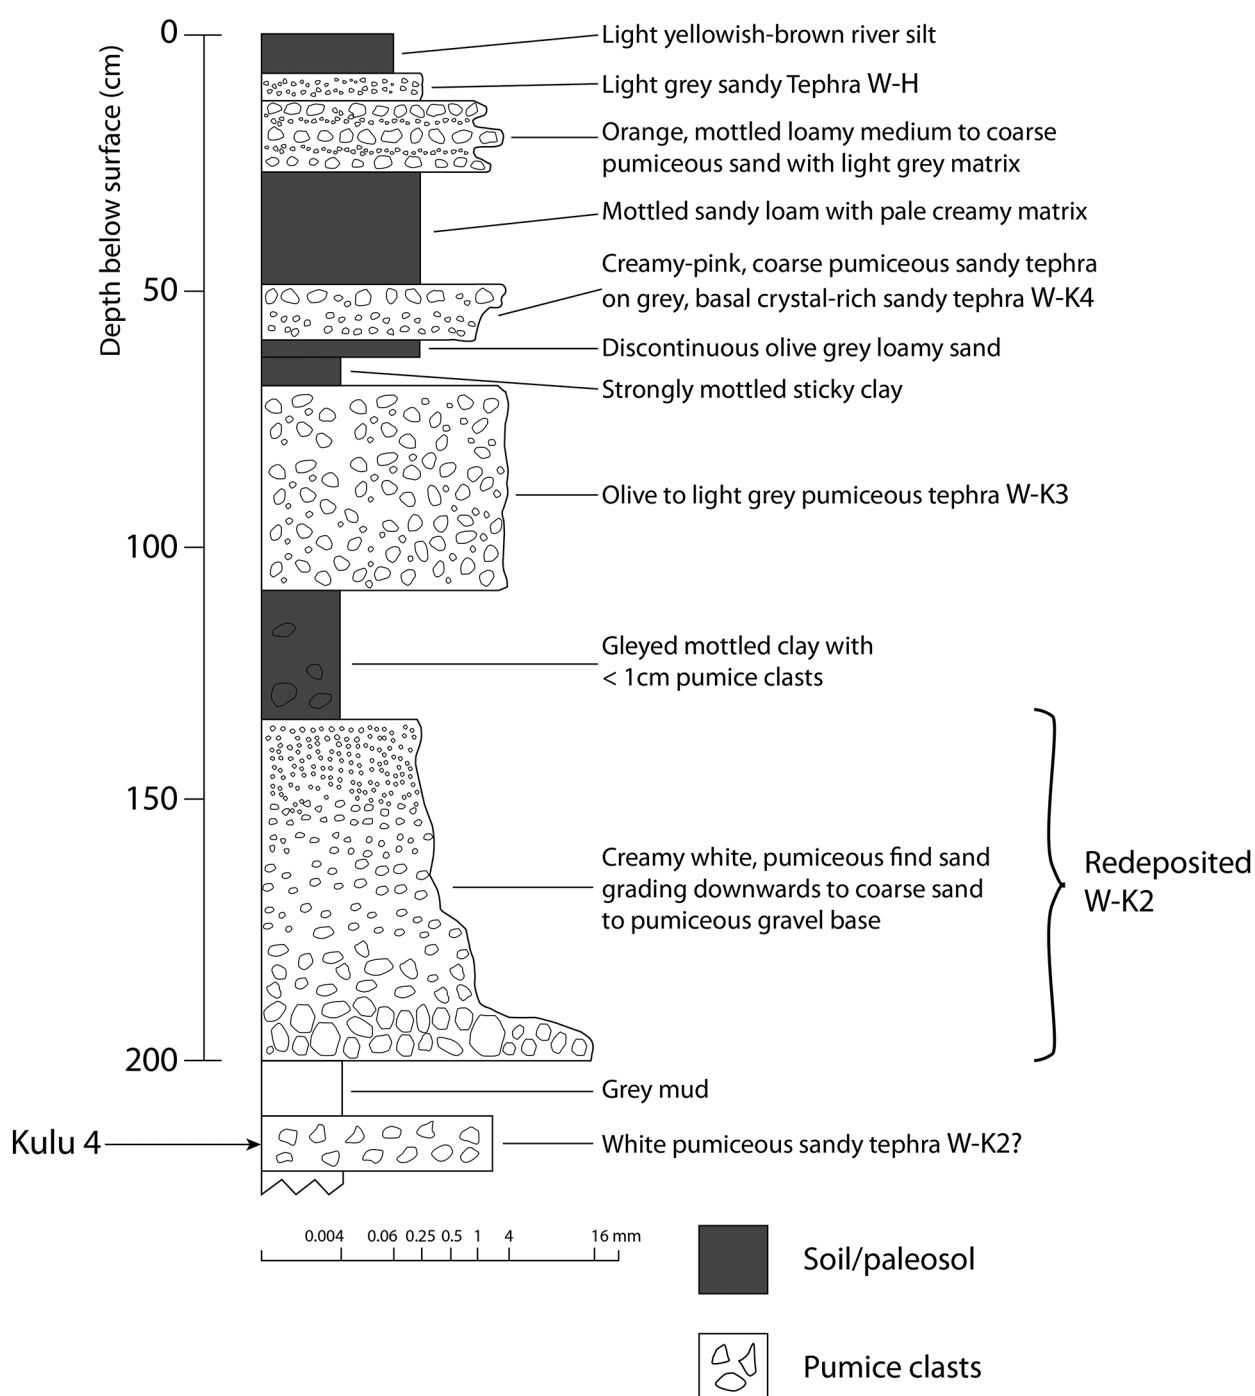 Depth below surface (cm)
0
50
100
150
200
Light yellowish-brown river silt
Light grey sandy Tephra W-H
Orange, mottled loamy medium to coarse
pumiceous sand with light grey matrix
Mottled sandy loam with pale creamy matrix
Creamy-pink, coarse pumiceous sandy tephra
on grey, basal crystal-rich sandy tephra W-K4
Discontinuous olive grey loamy sand
Strongly mottled sticky clay
Olive to light grey pumiceous tephra W-K3
Gleyed mottled clay with
< 1cm pumice clasts
Creamy white, pumiceous find sand
grading downwards to coarse sand
to pumiceous gravel base
Redeposited
W-K2
Grey mud
Kulu 4
White pumiceous sandy tephra W-K2?
0.004 0.06 0.25 0.5 1 4 16 mm
Soil/paleosol
Pumice clasts